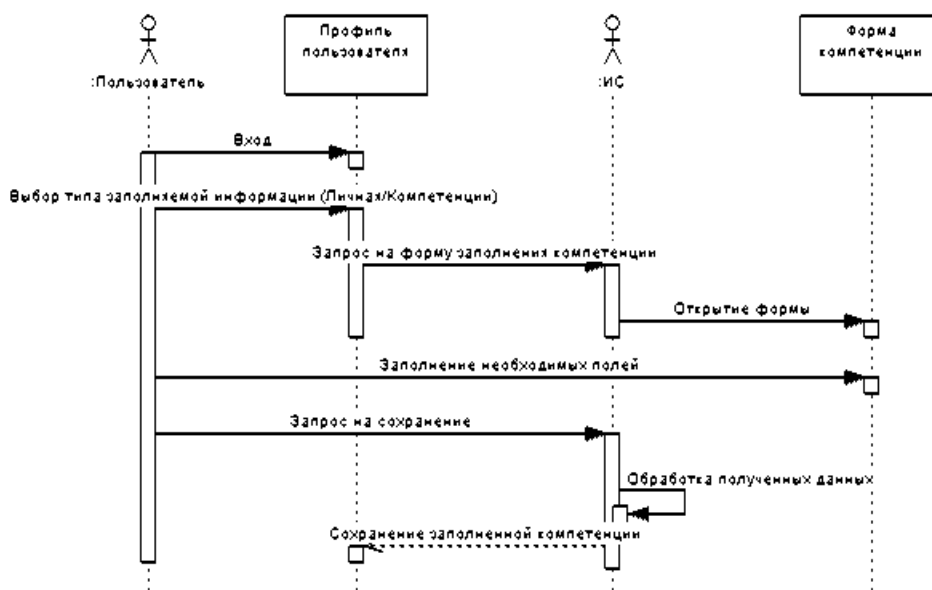 Профиль
пользователя
Форма
компетенции
:Пользователь
:ИС
Вход
Выбор типа заполняемой информации (Личная/Компетенции)
Запрос на форму заполнения компетенции
Открытие формы
Заполнение необходимых полей
Запрос на сохранение
Обработка полученных данных
Сохранение заполненной компетенции